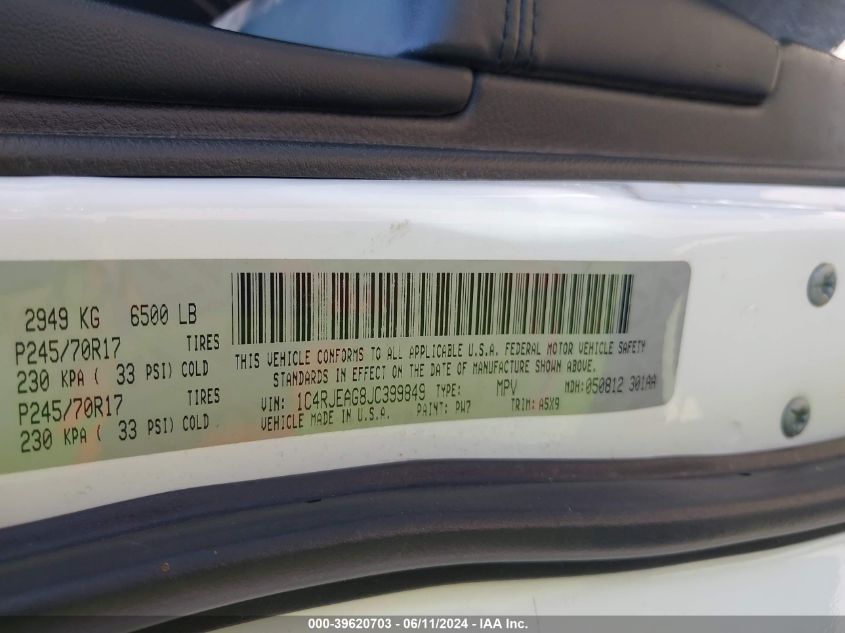 2949 KG 6500 LB
P245/70R17 TIRES
230 KPA ( 33 PSI) COLD
P245/70R17 TIRES
230 KPA ( 33 PSI) COLD
THIS VEHICLE CONFORMS TO ALL APPLICABLE U.S.A. FEDERAL MOTOR VEHICLE SAFETY
STANDARDS IN EFFECT ON THE DATE OF MANUFACTURE SHOWN ABOVE.
VIN: 1C4RJEAG8JC399849 TYPE: MPV MDH:050812 301AA
VEHICLE MADE IN U.S.A. PAINT: PW7 TRIM: A5X9
000-39620703 - 06/11/2024 - IAA Inc.